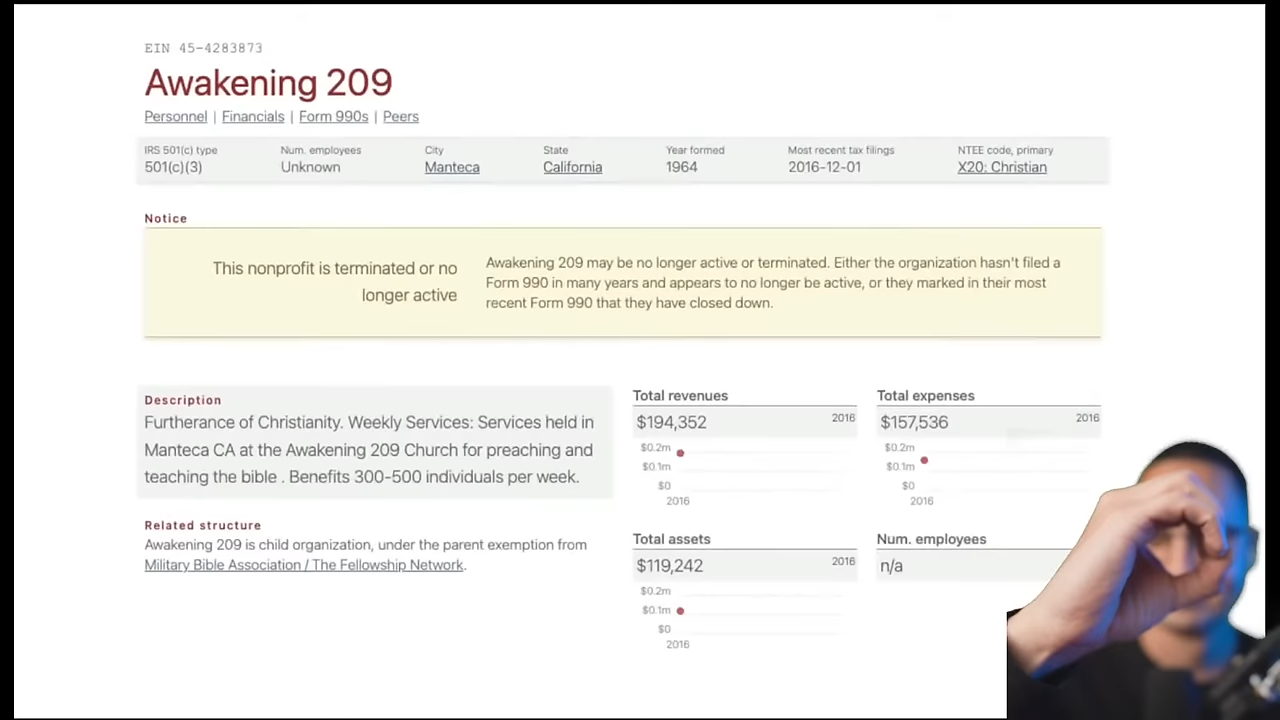 EIN 45-4283873
Awakening 209
Personnel | Financials | Form 990s | Peers
IRS 501(c) type
501(c)(3)
Num. employees
Unknown
City
Manteca
State
California
Year formed
1964
Most recent tax filings
2016-12-01
NTEE code, primary
X20: Christian
Notice
This nonprofit is terminated or no
longer active
Awakening 209 may be no longer active or terminated. Either the organization hasn't filed a
Form 990 in many years and appears to no longer be active, or they marked in their most
recent Form 990 that they have closed down.
Description
Furtherance of Christianity. Weekly Services: Services held in
Manteca CA at the Awakening 209 Church for preaching and
teaching the bible . Benefits 300-500 individuals per week.
Related structure
Awakening 209 is child organization, under the parent exemption from
Military Bible Association / The Fellowship Network.
Total revenues
$194,352 2016
$0.2m
$0.1m
$0
2016
Total expenses
$157,536 2016
$0.2m
$0.1m
$0
2016
Total assets
$119,242 2016
$0.2m
$0.1m
$0
2016
Num. employees
n/a